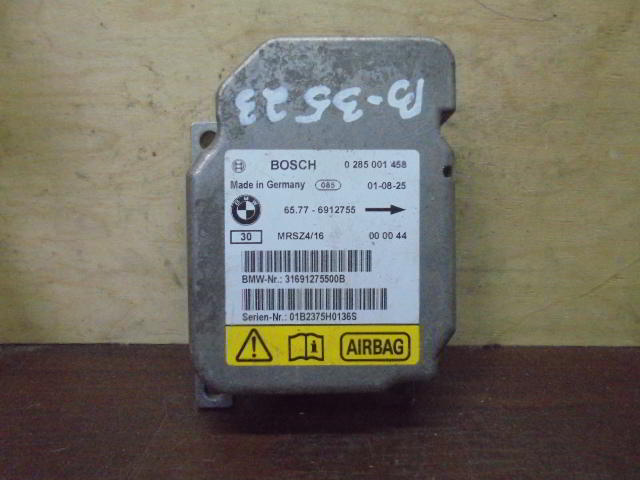 B-3523
BOSCH 0 285 001 458
Made in Germany 085 01-08-25
BMW 65.77 - 6912755
30 MRSZ4/16 00 00 44
BMW-Nr.: 31691275500B
Serien-Nr.: 01B2375H0136S
AIRBAG